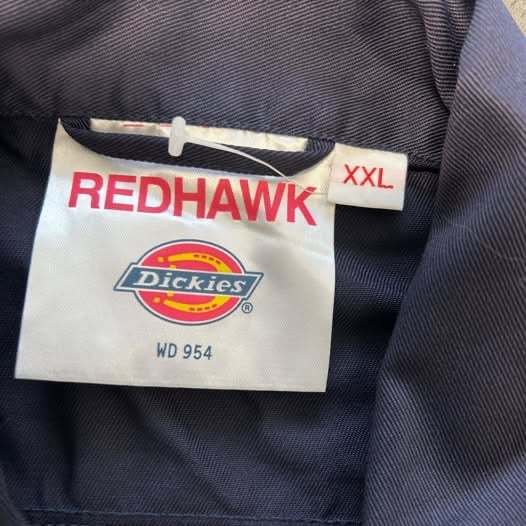 REDHAWK
XXL
Dickies
®
WD 954